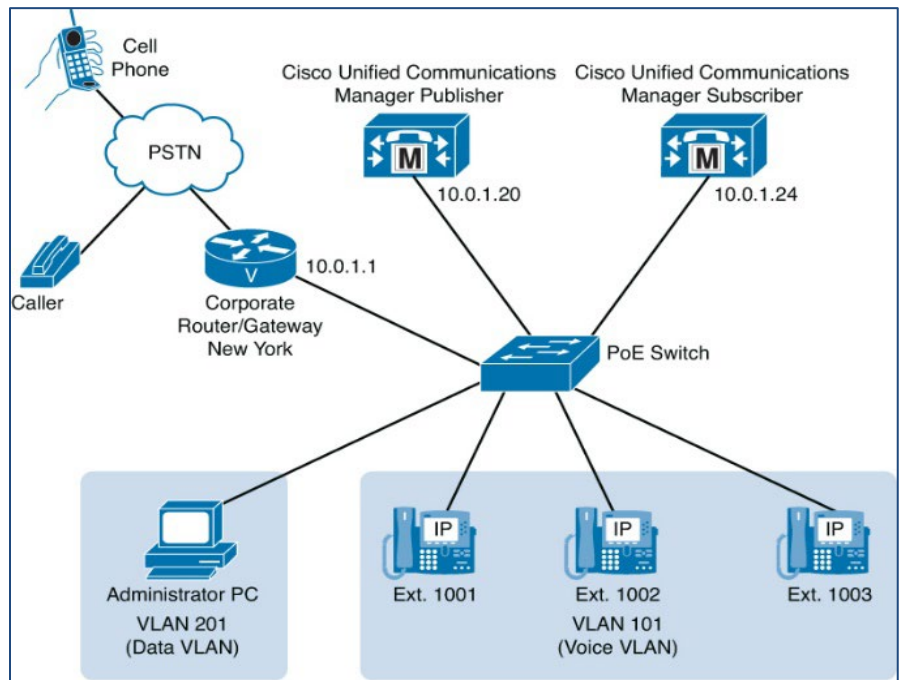 Cell
Phone
PSTN
Caller
V
Corporate
Router/Gateway
New York
10.0.1.1
Cisco Unified Communications
Manager Publisher
M
10.0.1.20
Cisco Unified Communications
Manager Subscriber
M
10.0.1.24
PoE Switch
Administrator PC
VLAN 201
(Data VLAN)
IP
Ext. 1001
IP
Ext. 1002
IP
Ext. 1003
VLAN 101
(Voice VLAN)